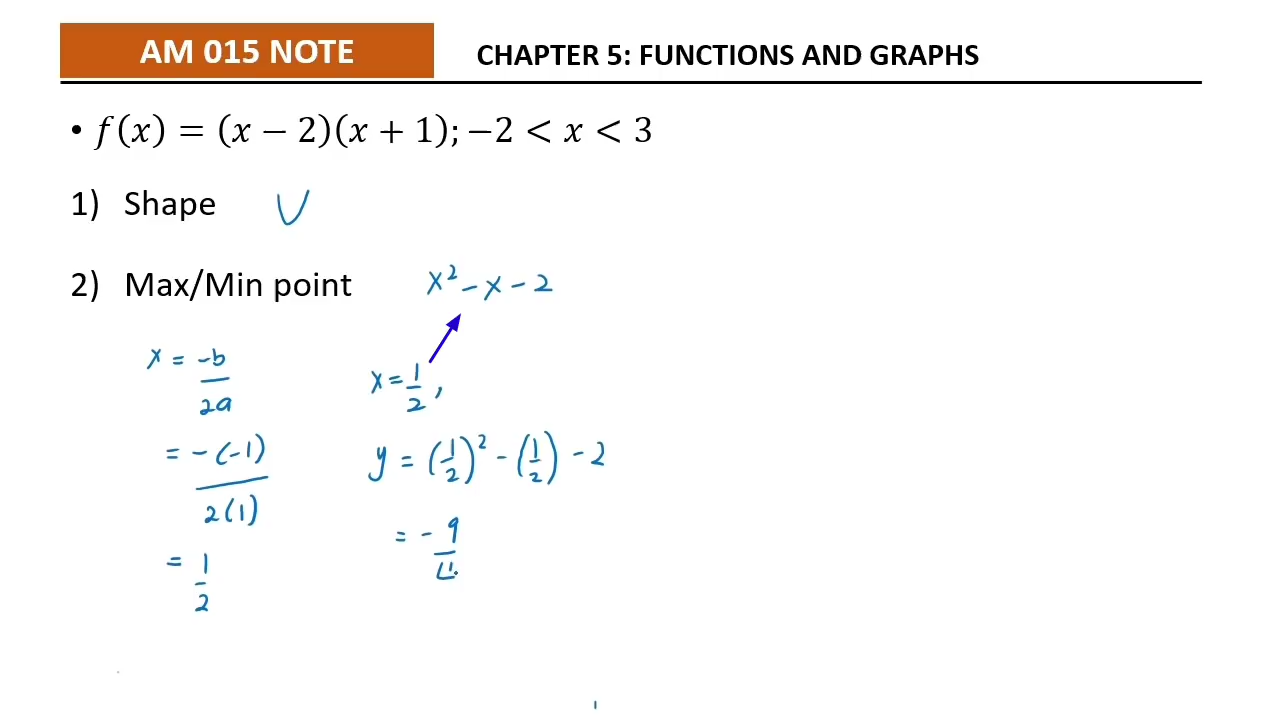 AM 015 NOTE
CHAPTER 5: FUNCTIONS AND GRAPHS
• f(x) = (x − 2)(x + 1); −2 < x < 3
1) Shape
2) Max/Min point
x² − x − 2
x = -b/2a
= -(-1)/2(1)
= 1/2
x = 1/2,
y = (1/2)² - (1/2) - 2
= - 9/4